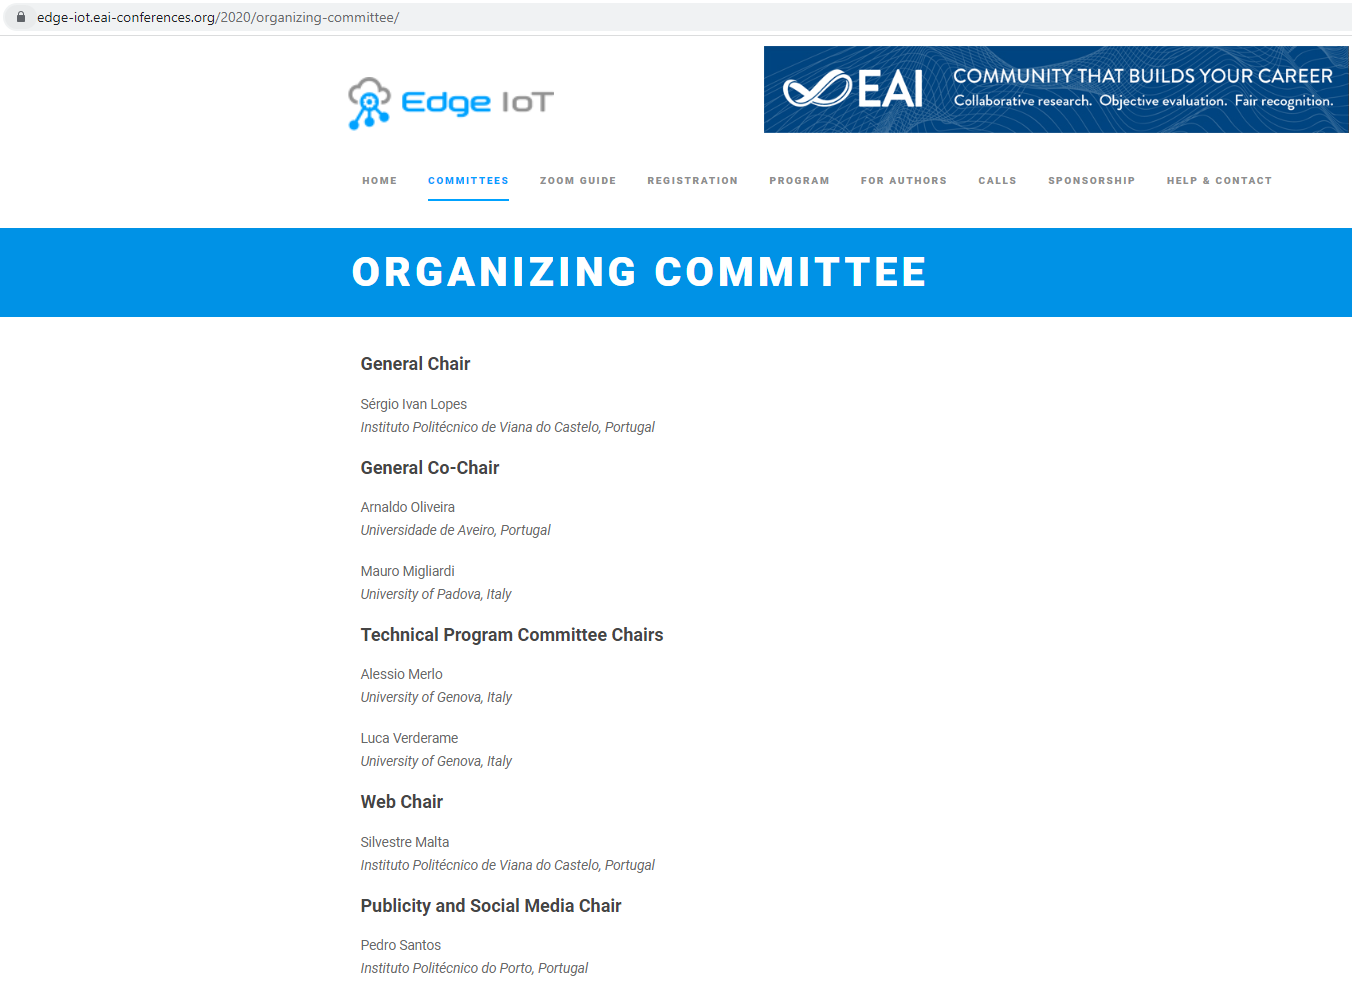 edge-iot.eai-conferences.org/2020/organizing-committee/
Edge IoT
EAI
COMMUNITY THAT BUILDS YOUR CAREER
Collaborative research. Objective evaluation. Fair recognition.
HOME COMMITTEES ZOOM GUIDE REGISTRATION PROGRAM FOR AUTHORS CALLS SPONSORSHIP HELP & CONTACT
ORGANIZING COMMITTEE
General Chair
Sérgio Ivan Lopes
Instituto Politécnico de Viana do Castelo, Portugal
General Co-Chair
Arnaldo Oliveira
Universidade de Aveiro, Portugal
Mauro Migliardi
University of Padova, Italy
Technical Program Committee Chairs
Alessio Merlo
University of Genova, Italy
Luca Verderame
University of Genova, Italy
Web Chair
Silvestre Malta
Instituto Politécnico de Viana do Castelo, Portugal
Publicity and Social Media Chair
Pedro Santos
Instituto Politécnico do Porto, Portugal